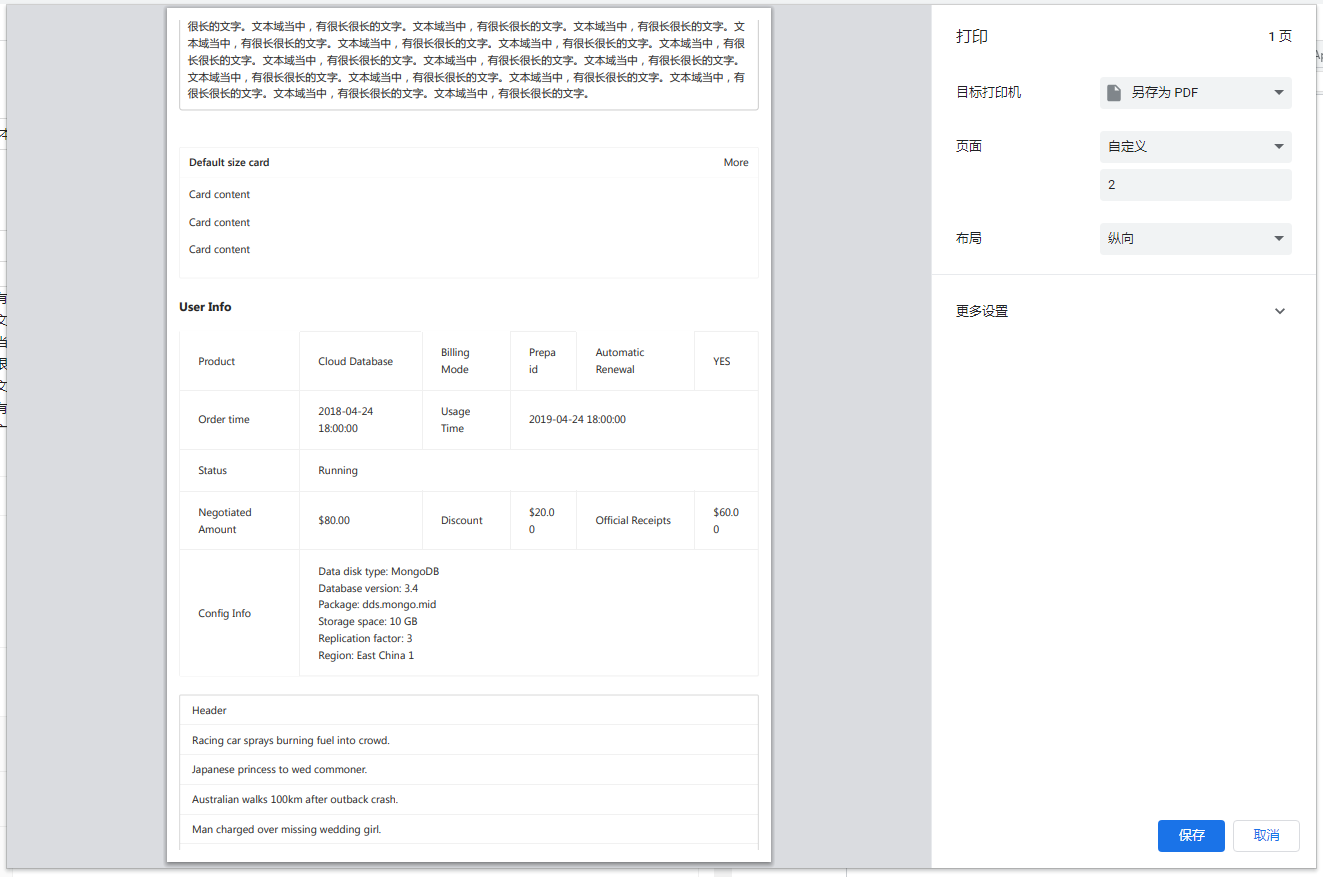 很长的文字。文本域当中，有很长很长的文字。文本域当中，有很长很长的文字。文本域当中，有很长很长的文字。文
本域当中，有很长很长的文字。文本域当中，有很长很长的文字。文本域当中，有很长很长的文字。文本域当中，有很
长很长的文字。文本域当中，有很长很长的文字。文本域当中，有很长很长的文字。文本域当中，有很长很长的文字。
文本域当中，有很长很长的文字。文本域当中，有很长很长的文字。文本域当中，有很长很长的文字。文本域当中，有
很长很长的文字。文本域当中，有很长很长的文字。文本域当中，有很长很长的文字。
Default size card More
Card content
Card content
Card content
User Info
Product Cloud Database Billing Mode Prepa id Automatic Renewal YES
Order time 2018-04-24 18:00:00 Usage Time 2019-04-24 18:00:00
Status Running
Negotiated Amount $80.00 Discount $20.0 0 Official Receipts $60.0 0
Config Info
Data disk type: MongoDB
Database version: 3.4
Package: dds.mongo.mid
Storage space: 10 GB
Replication factor: 3
Region: East China 1
Header
Racing car sprays burning fuel into crowd.
Japanese princess to wed commoner.
Australian walks 100km after outback crash.
Man charged over missing wedding girl.
打印 1 页
目标打印机 另存为 PDF
页面 自定义
2
布局 纵向
更多设置
保存 取消